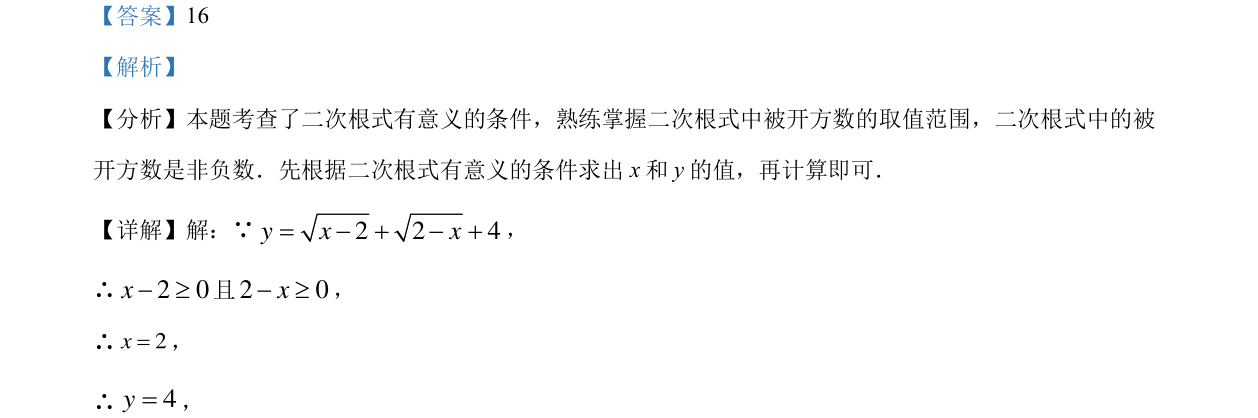 【答案】16
【解析】
【分析】本题考查了二次根式有意义的条件，熟练掌握二次根式中被开方数的取值范围，二次根式中的被
开方数是非负数．先根据二次根式有意义的条件求出 x 和 y 的值，再计算即可．
【详解】解：∵ y = √(x−2) + √(2−x) + 4，
∴ x − 2 ≥ 0 且 2 − x ≥ 0，
∴ x = 2，
∴ y = 4，